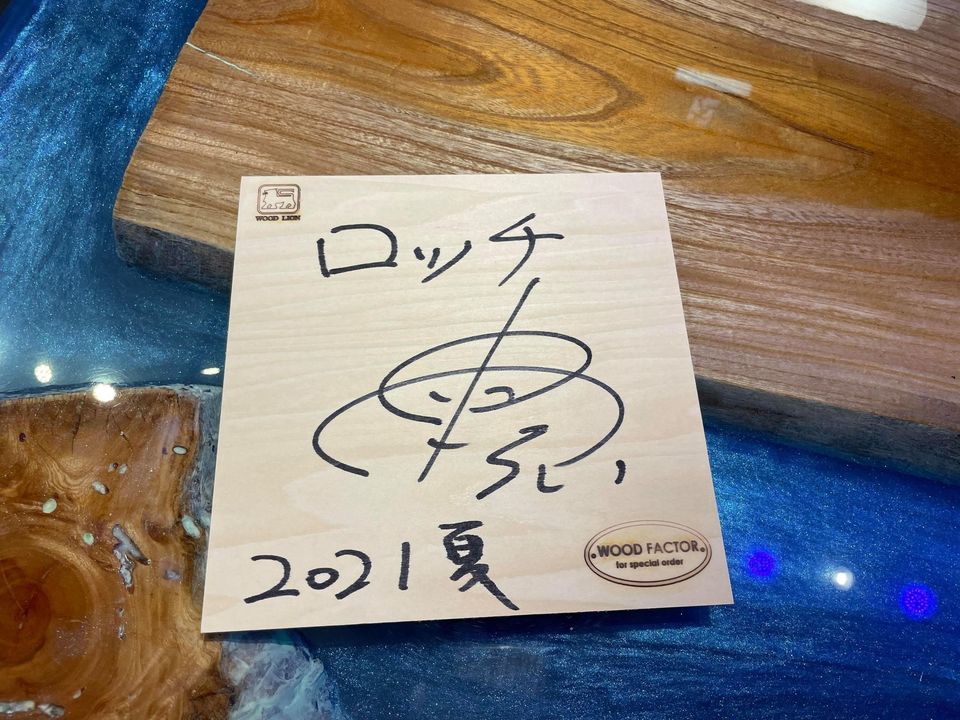 WOOD LION
ロッチ
2021夏
WOOD FACTOR
for special order